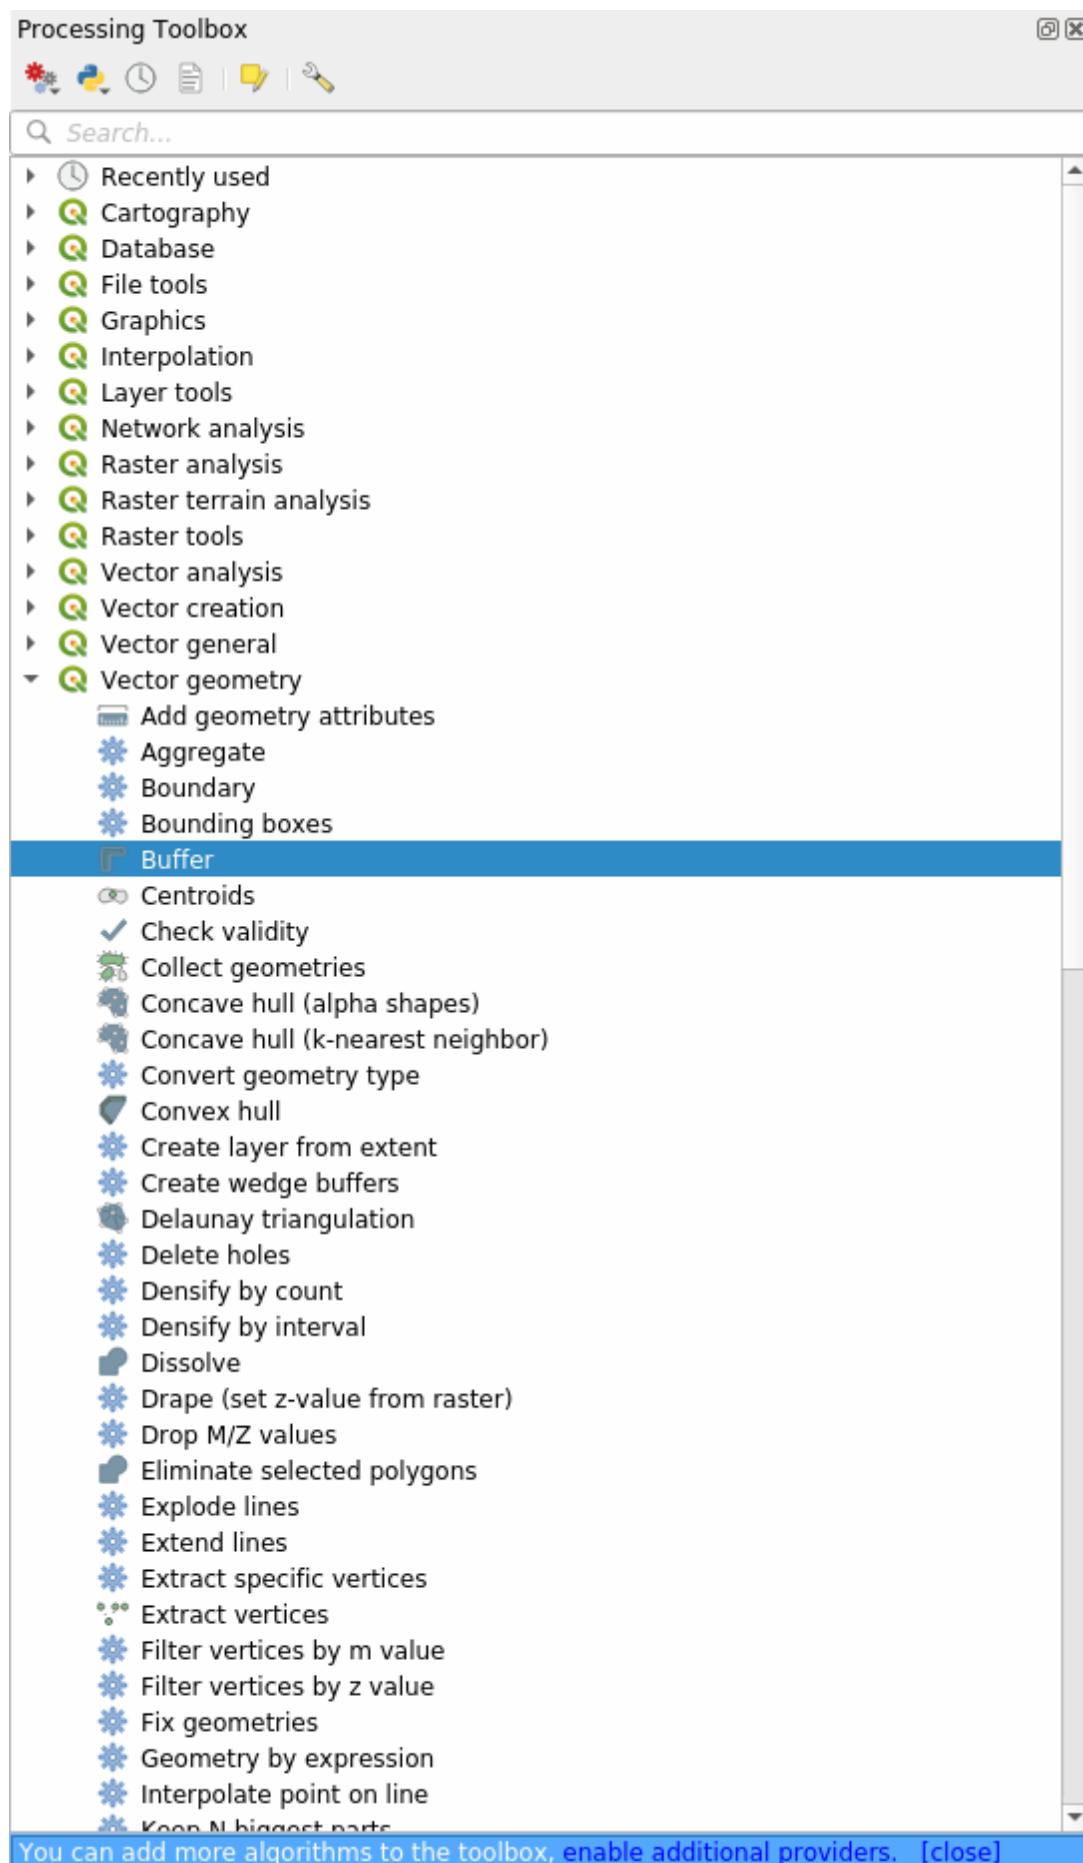 Processing Toolbox
Search...
Recently used
Cartography
Database
File tools
Graphics
Interpolation
Layer tools
Network analysis
Raster analysis
Raster terrain analysis
Raster tools
Vector analysis
Vector creation
Vector general
Vector geometry
Add geometry attributes
Aggregate
Boundary
Bounding boxes
Buffer
Centroids
Check validity
Collect geometries
Concave hull (alpha shapes)
Concave hull (k-nearest neighbor)
Convert geometry type
Convex hull
Create layer from extent
Create wedge buffers
Delaunay triangulation
Delete holes
Densify by count
Densify by interval
Dissolve
Drape (set z-value from raster)
Drop M/Z values
Eliminate selected polygons
Explode lines
Extend lines
Extract specific vertices
Extract vertices
Filter vertices by m value
Filter vertices by z value
Fix geometries
Geometry by expression
Interpolate point on line
Keep N biggest parts
You can add more algorithms to the toolbox, enable additional providers. [close]